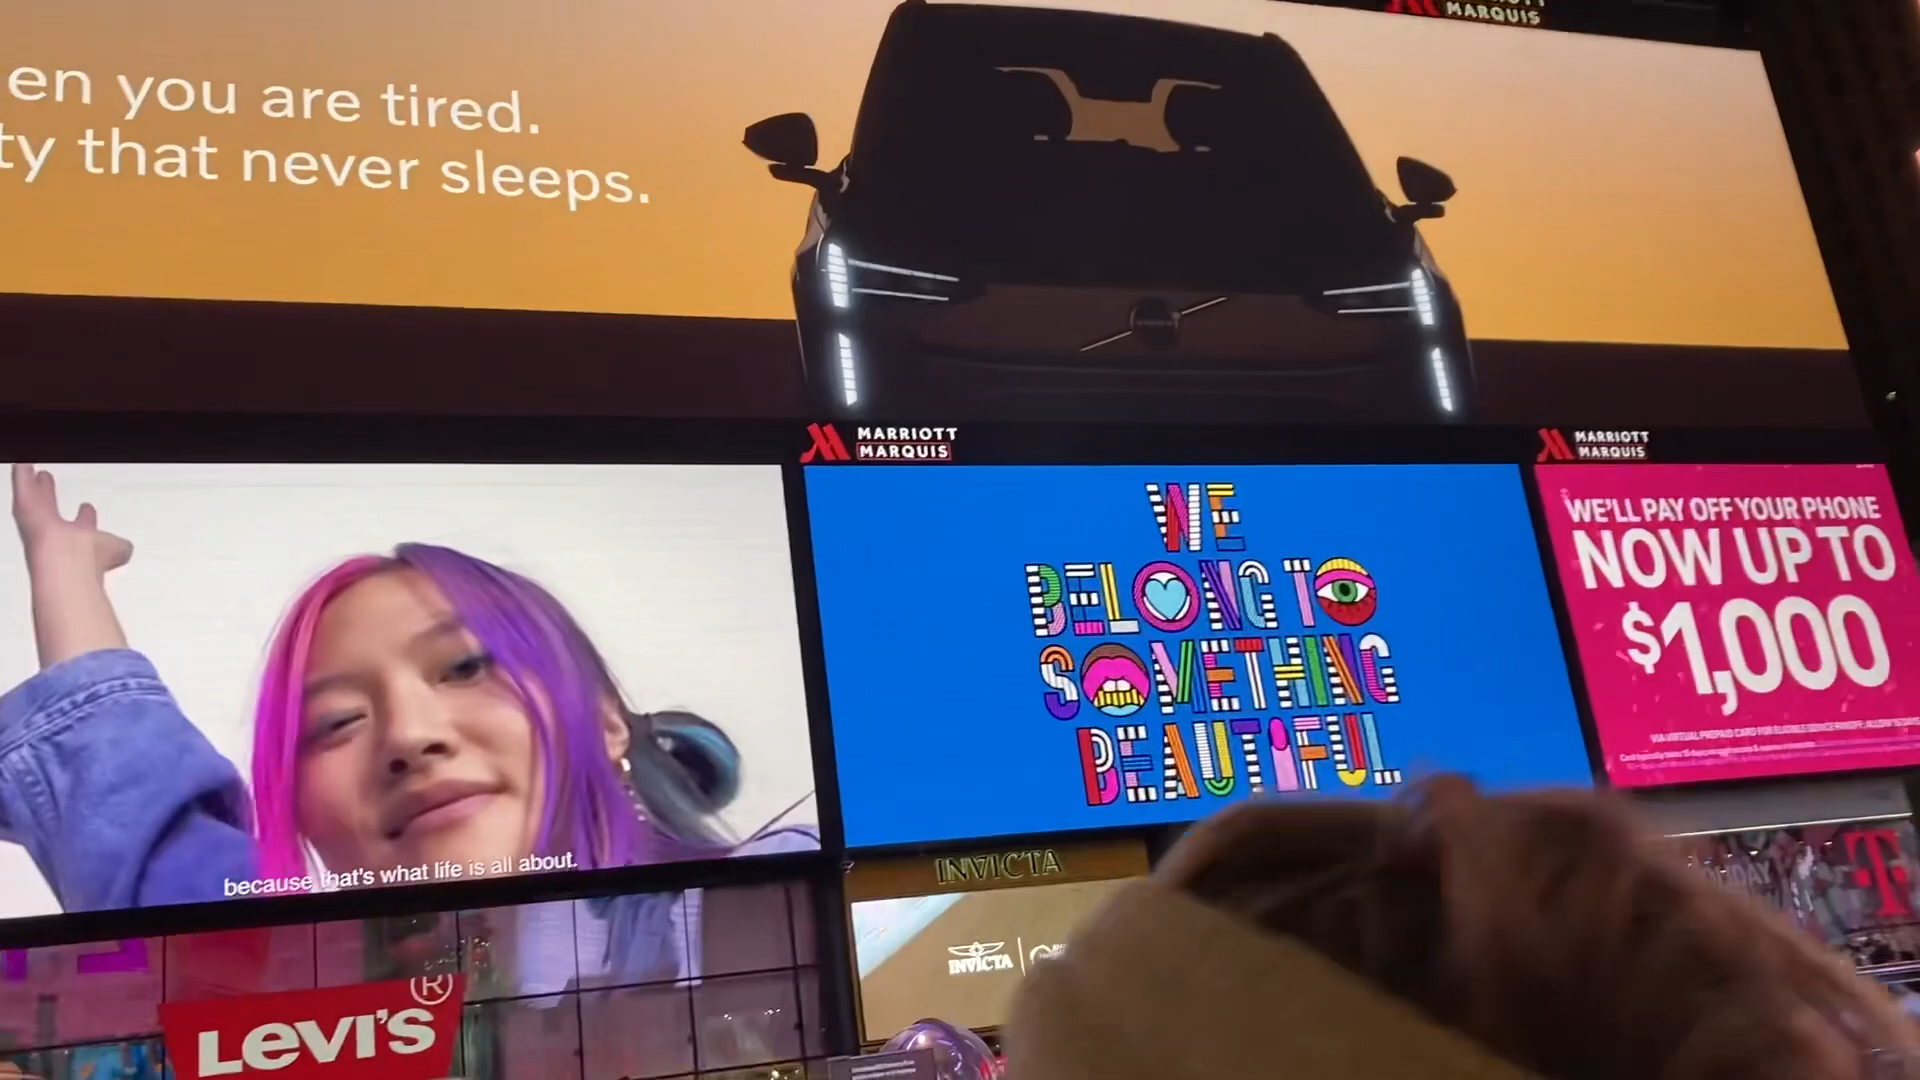 MARQUIS
en you are tired.
ty that never sleeps.
MARRIOTT
MARQUIS
MARRIOTT
MARQUIS
WE
BELONG TO
SOMETHING
BEAUTIFUL
WE'LL PAY OFF YOUR PHONE
NOW UP TO
$1,000
because that's what life is all about.
INVICTA
INVICTA
LEVI'S®
T